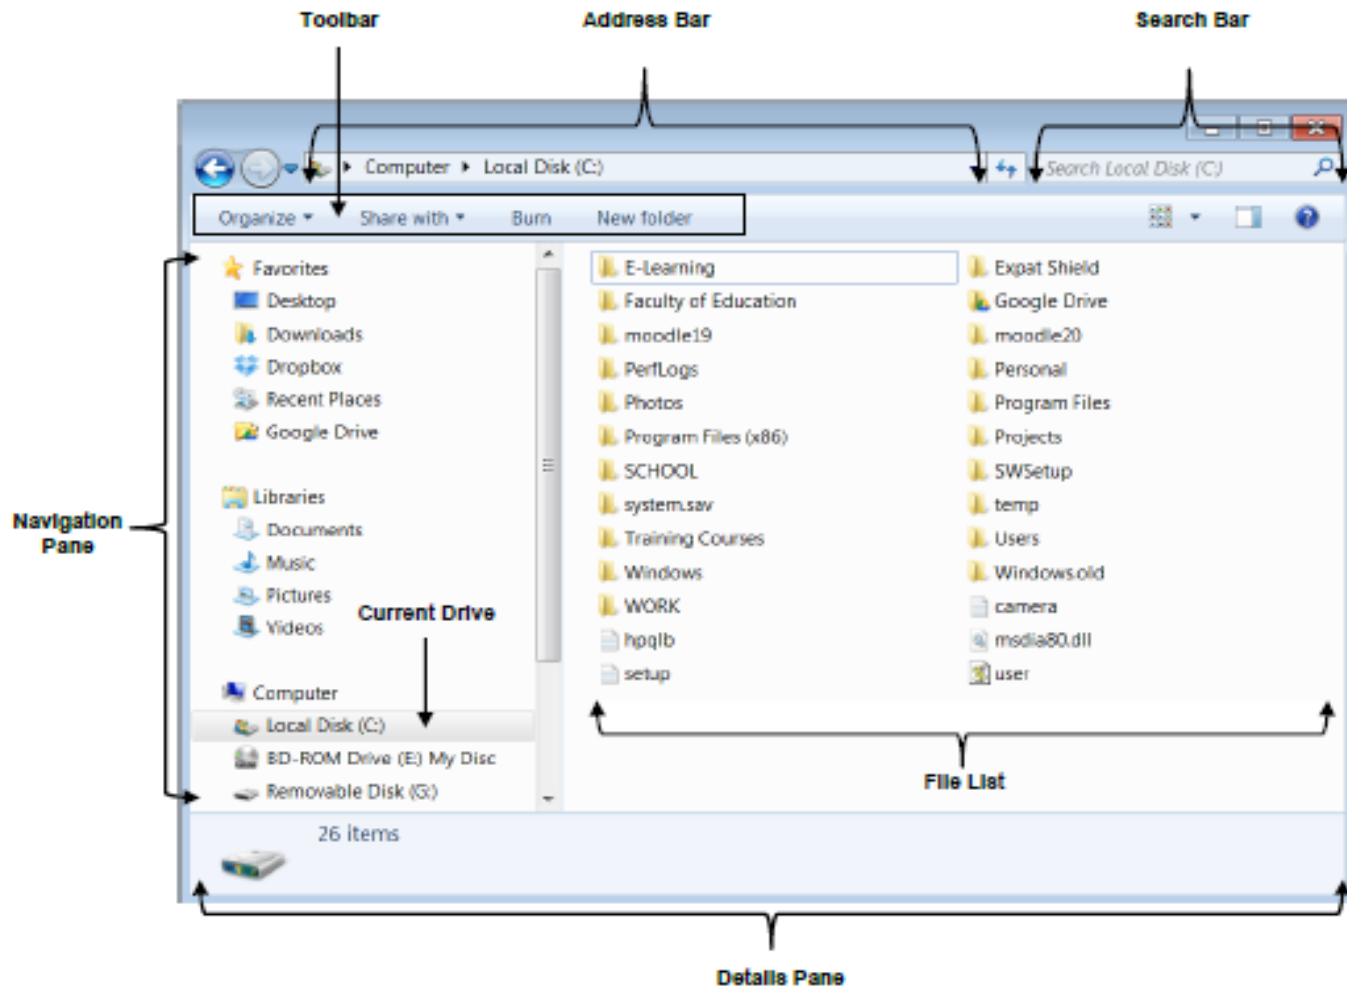 Toolbar
Address Bar
Search Bar
Computer
Local Disk (C:)
Search Local Disk (C:)
Organize
Share with
Burn
New folder
Favorites
Desktop
Downloads
Dropbox
Recent Places
Google Drive
Libraries
Documents
Music
Pictures
Videos
Computer
Local Disk (C:)
BD-ROM Drive (E:) My Disc
Removable Disk (G:)
Navigation
Pane
Current Drive
E-Learning
Faculty of Education
moodle19
PerfLogs
Photos
Program Files (x86)
SCHOOL
system.sav
Training Courses
Windows
WORK
hpqlb
setup
Expat Shield
Google Drive
moodle20
Personal
Program Files
Projects
SWSetup
temp
Users
Windows.old
camera
msdia80.dll
user
File List
26 items
Details Pane